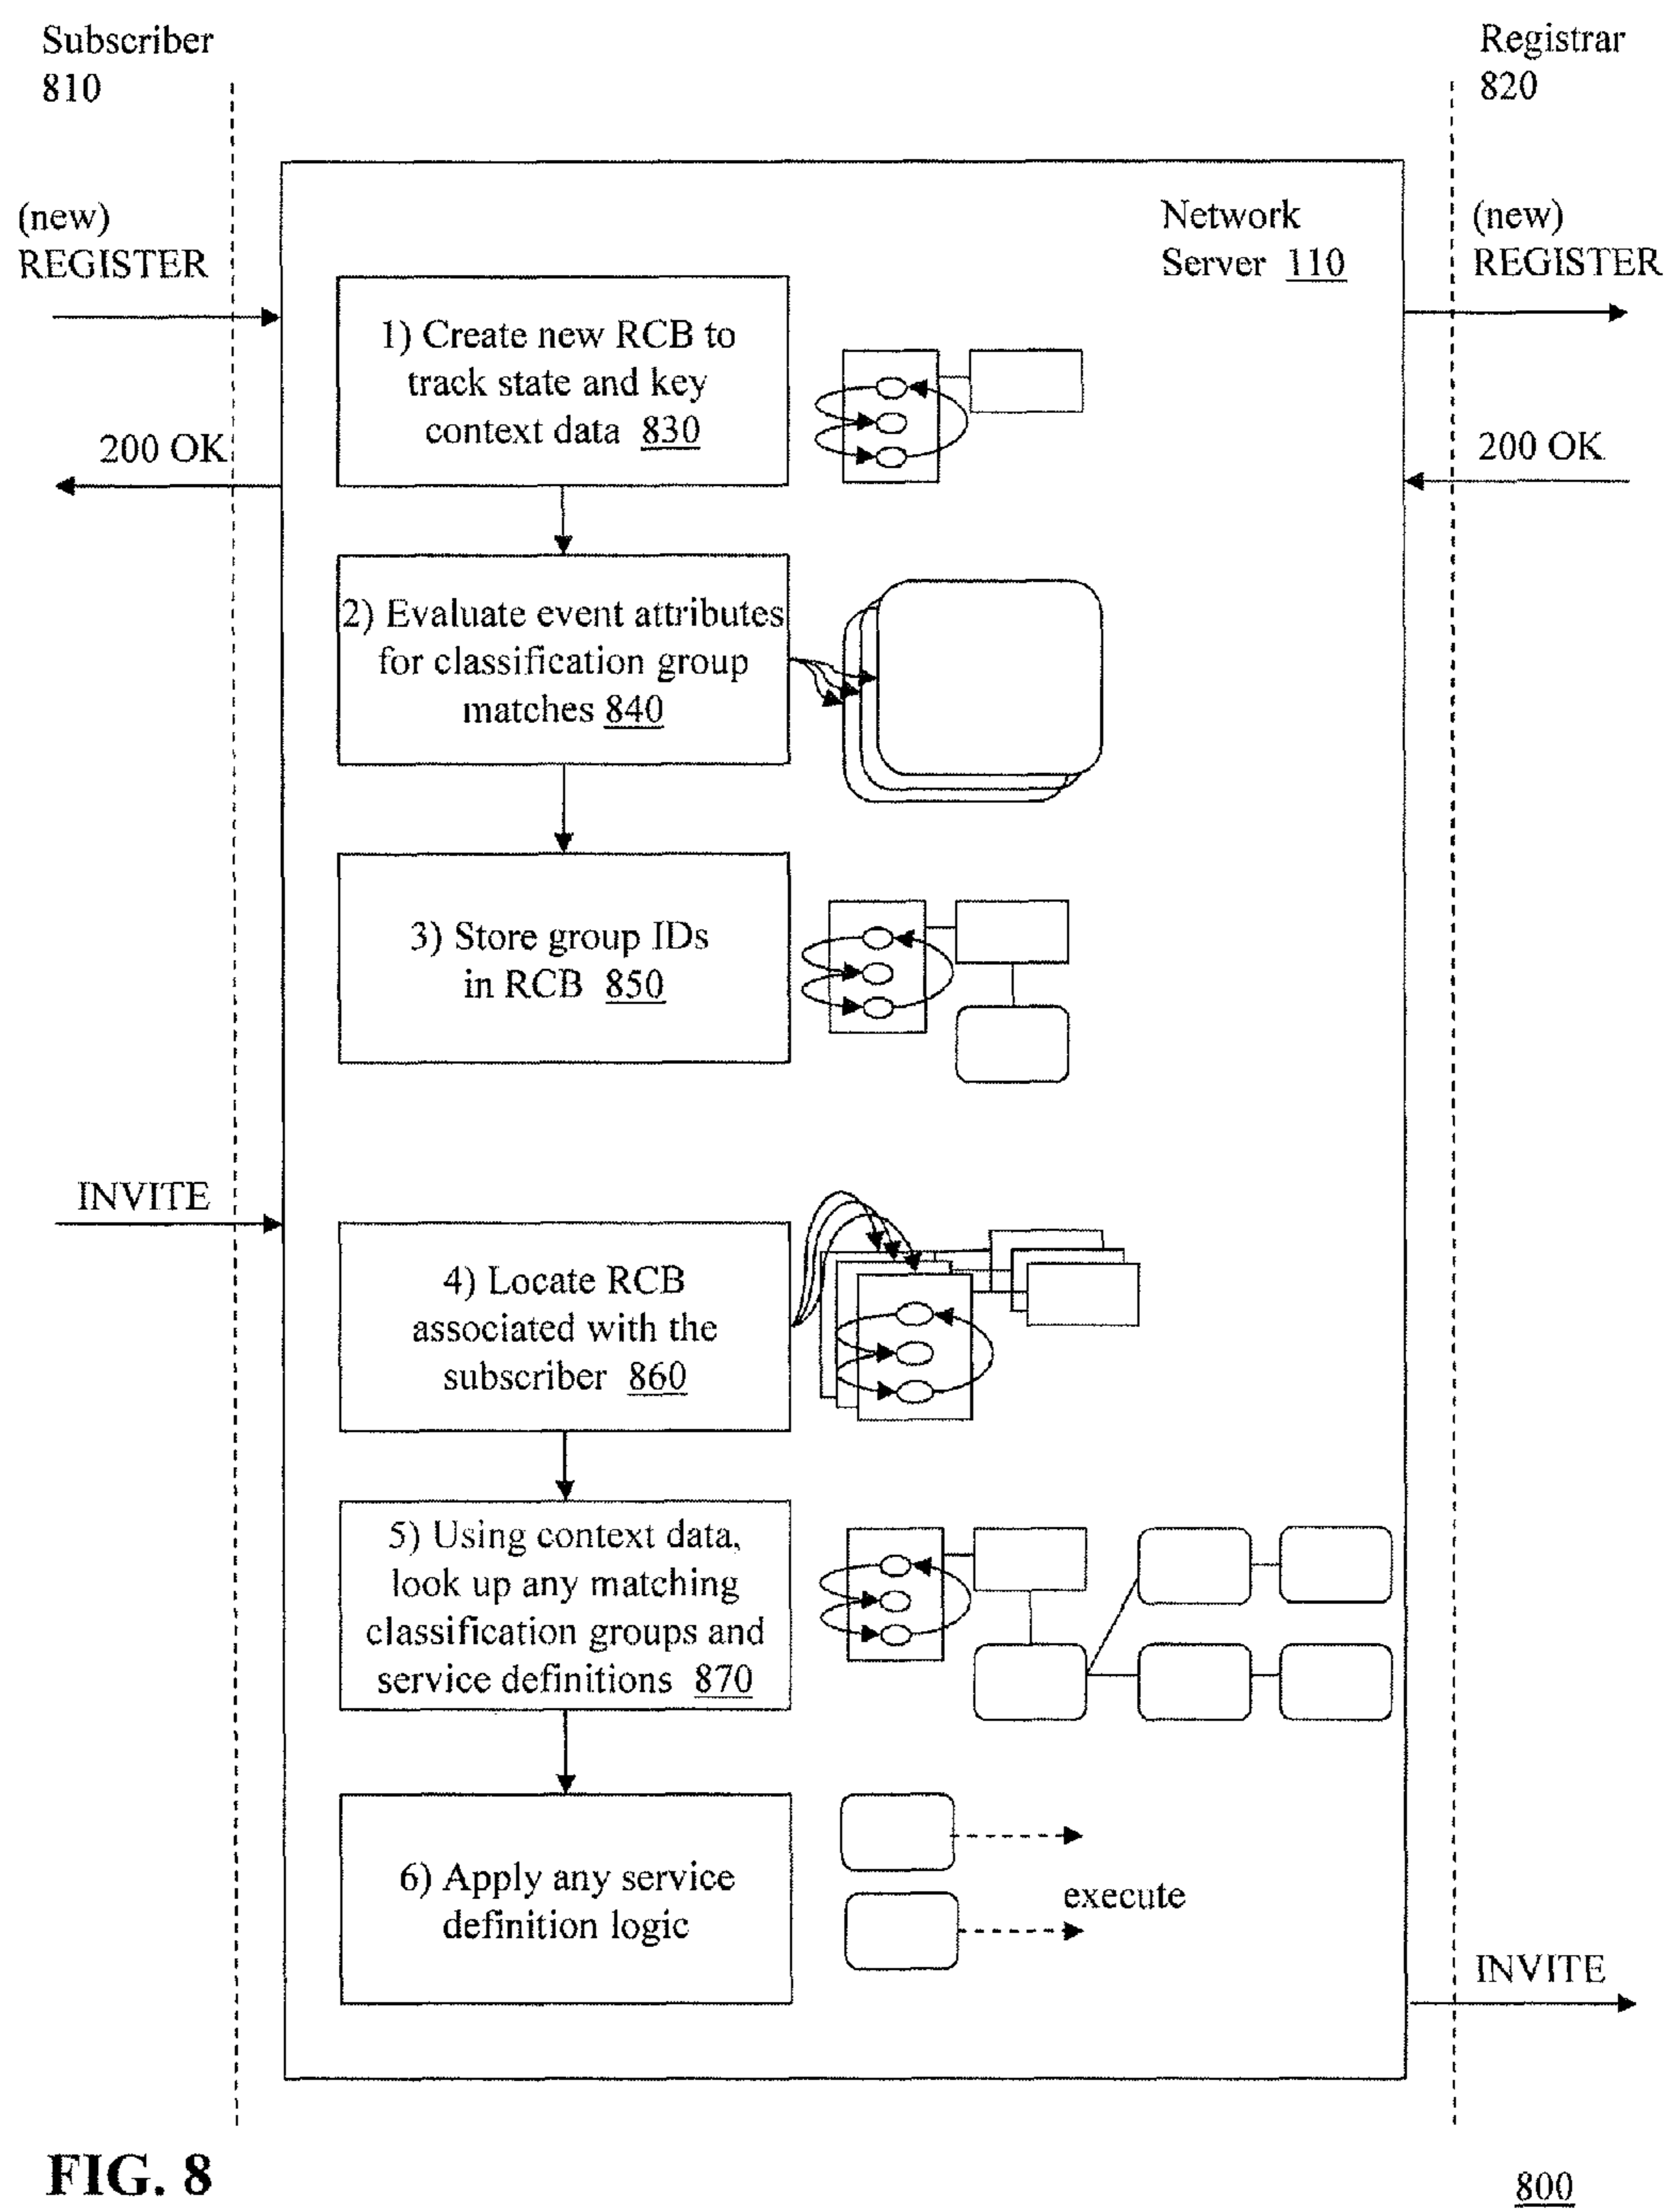 Subscriber
810
Registrar
820
(new)
REGISTER
Network
Server 110
(new)
REGISTER
1) Create new RCB to
track state and key
context data 830
200 OK
200 OK
2) Evaluate event attributes
for classification group
matches 840
3) Store group IDs
in RCB 850
INVITE
4) Locate RCB
associated with the
subscriber 860
5) Using context data,
look up any matching
classification groups and
service definitions 870
6) Apply any service
definition logic
execute
INVITE
FIG. 8
800